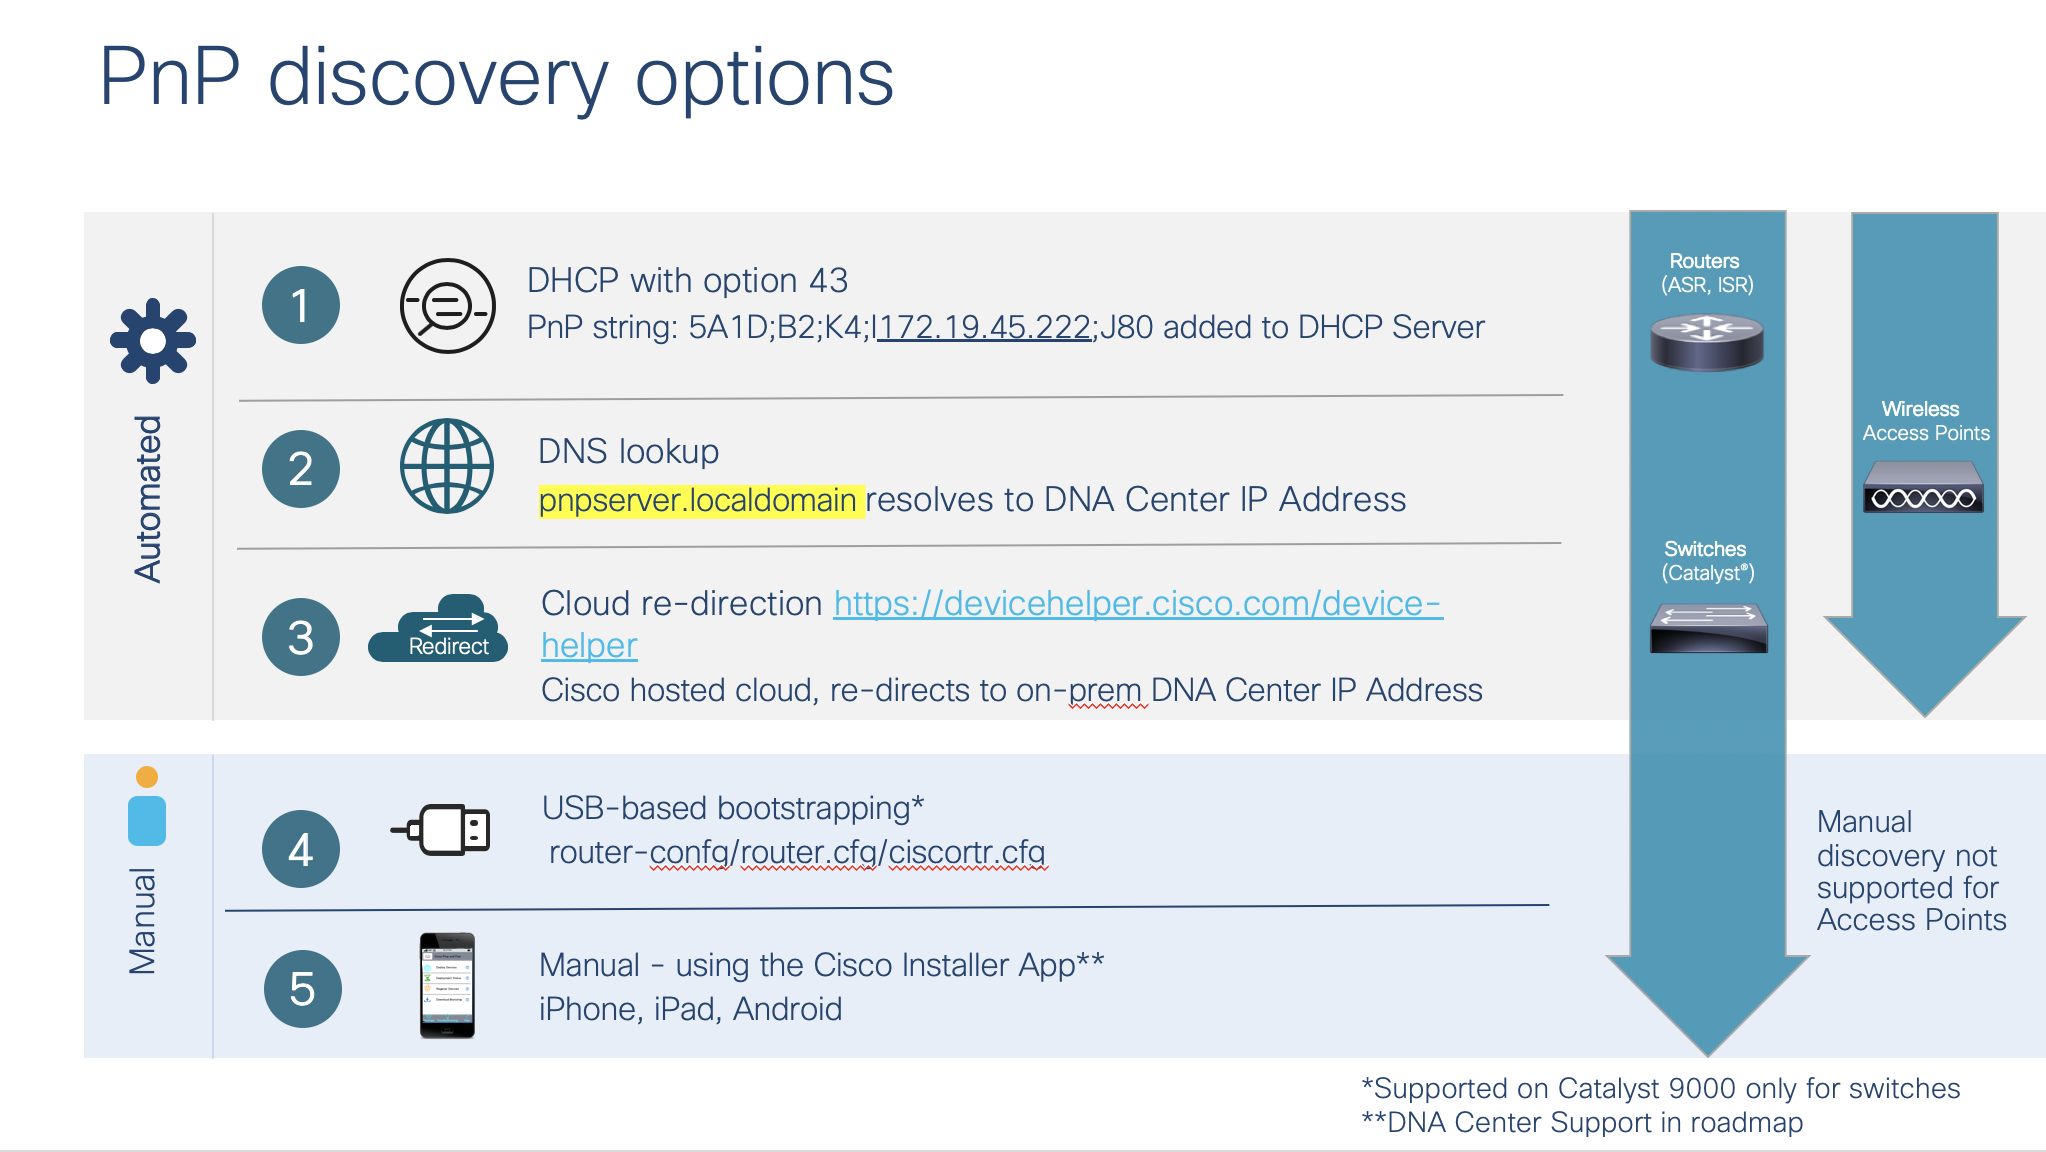 PnP discovery options
Automated
1
DHCP with option 43
PnP string: 5A1D;B2;K4;I172.19.45.222;J80 added to DHCP Server
2
DNS lookup
pnpserver.localdomain resolves to DNA Center IP Address
3
Redirect
Cloud re-direction https://devicehelper.cisco.com/device-
helper
Cisco hosted cloud, re-directs to on-prem DNA Center IP Address
Routers
(ASR, ISR)
Switches
(Catalyst®)
Wireless
Access Points
Manual
4
USB-based bootstrapping*
router-confg/router.cfg/ciscortr.cfg
5
Manual - using the Cisco Installer App**
iPhone, iPad, Android
Manual
discovery not
supported for
Access Points
*Supported on Catalyst 9000 only for switches
**DNA Center Support in roadmap